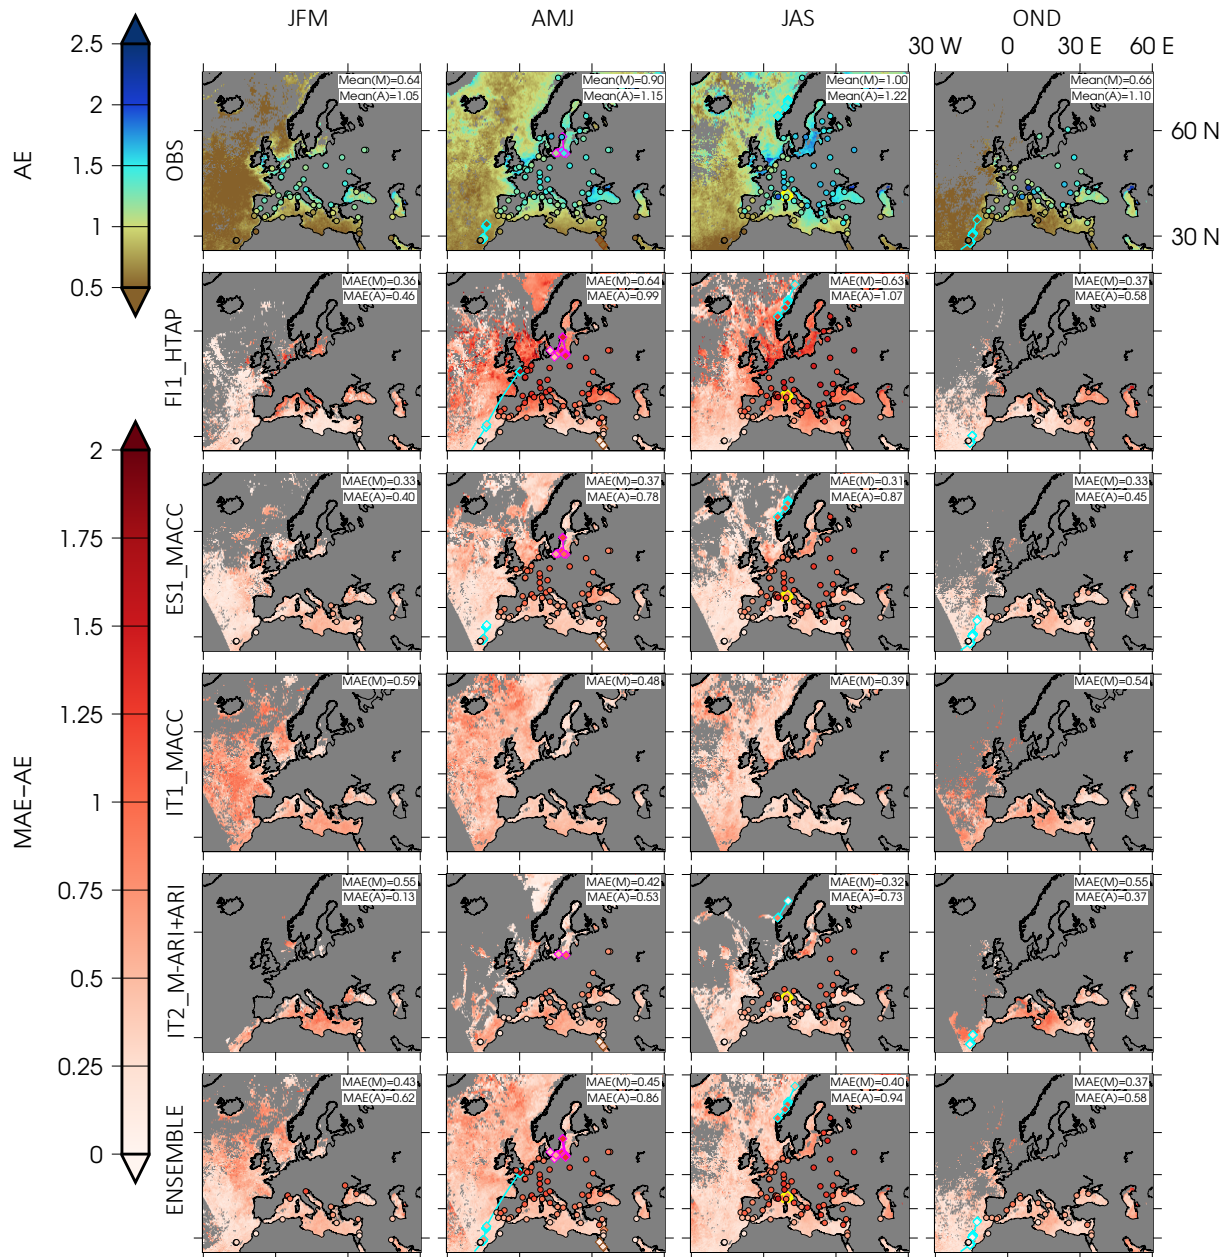 JFM AMJ JAS OND
30 W 0 30 E 60 E
2.5
2
1.5
1
0.5
AE
OBS
Mean(M)=0.64
Mean(A)=1.05
Mean(M)=0.90
Mean(A)=1.15
Mean(M)=1.00
Mean(A)=1.22
Mean(M)=0.66
Mean(A)=1.10
60 N
30 N
FI1_HTAP
MAE(M)=0.36
MAE(A)=0.46
MAE(M)=0.64
MAE(A)=0.99
MAE(M)=0.63
MAE(A)=1.07
MAE(M)=0.37
MAE(A)=0.58
2
1.75
1.5
1.25
1
0.75
0.5
0.25
0
MAE–AE
ES1_MACC
MAE(M)=0.33
MAE(A)=0.40
MAE(M)=0.37
MAE(A)=0.78
MAE(M)=0.31
MAE(A)=0.87
MAE(M)=0.33
MAE(A)=0.45
IT1_MACC
MAE(M)=0.59
MAE(M)=0.48
MAE(M)=0.39
MAE(M)=0.54
IT2_M-ARI+ARI
MAE(M)=0.55
MAE(A)=0.13
MAE(M)=0.42
MAE(A)=0.53
MAE(M)=0.32
MAE(A)=0.73
MAE(M)=0.55
MAE(A)=0.37
ENSEMBLE
MAE(M)=0.43
MAE(A)=0.62
MAE(M)=0.45
MAE(A)=0.86
MAE(M)=0.40
MAE(A)=0.94
MAE(M)=0.37
MAE(A)=0.58